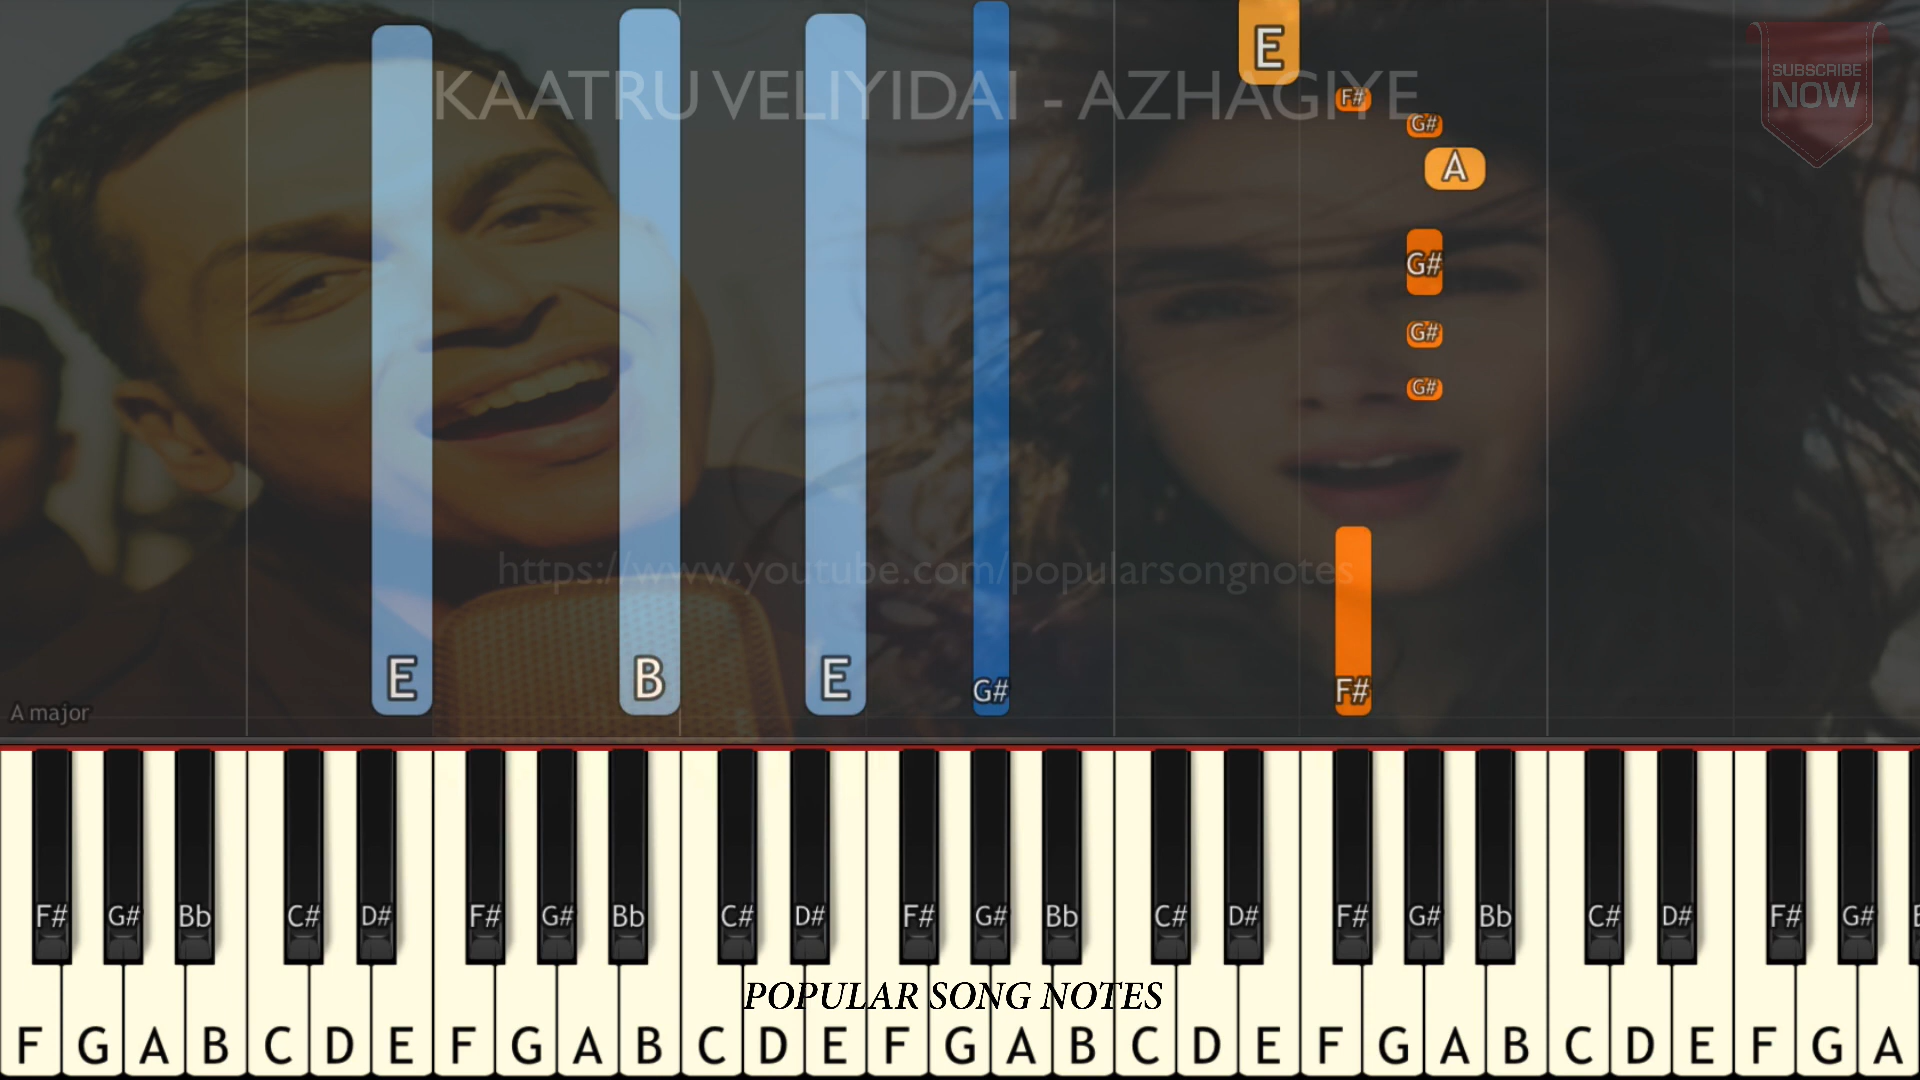 KAATRU VELIYIDAI - AZHAGIYE
SUBSCRIBE
NOW
E
F#
G#
A
G#
G#
G#
https://www.youtube.com/popularsongnotes
E B E G# F#
A major
F# G# Bb C# D# F# G# Bb C# D# F# G# Bb C# D# F# G# Bb C# D# F# G#
POPULAR SONG NOTES
F G A B C D E F G A B C D E F G A B C D E F G A B C D E F G A